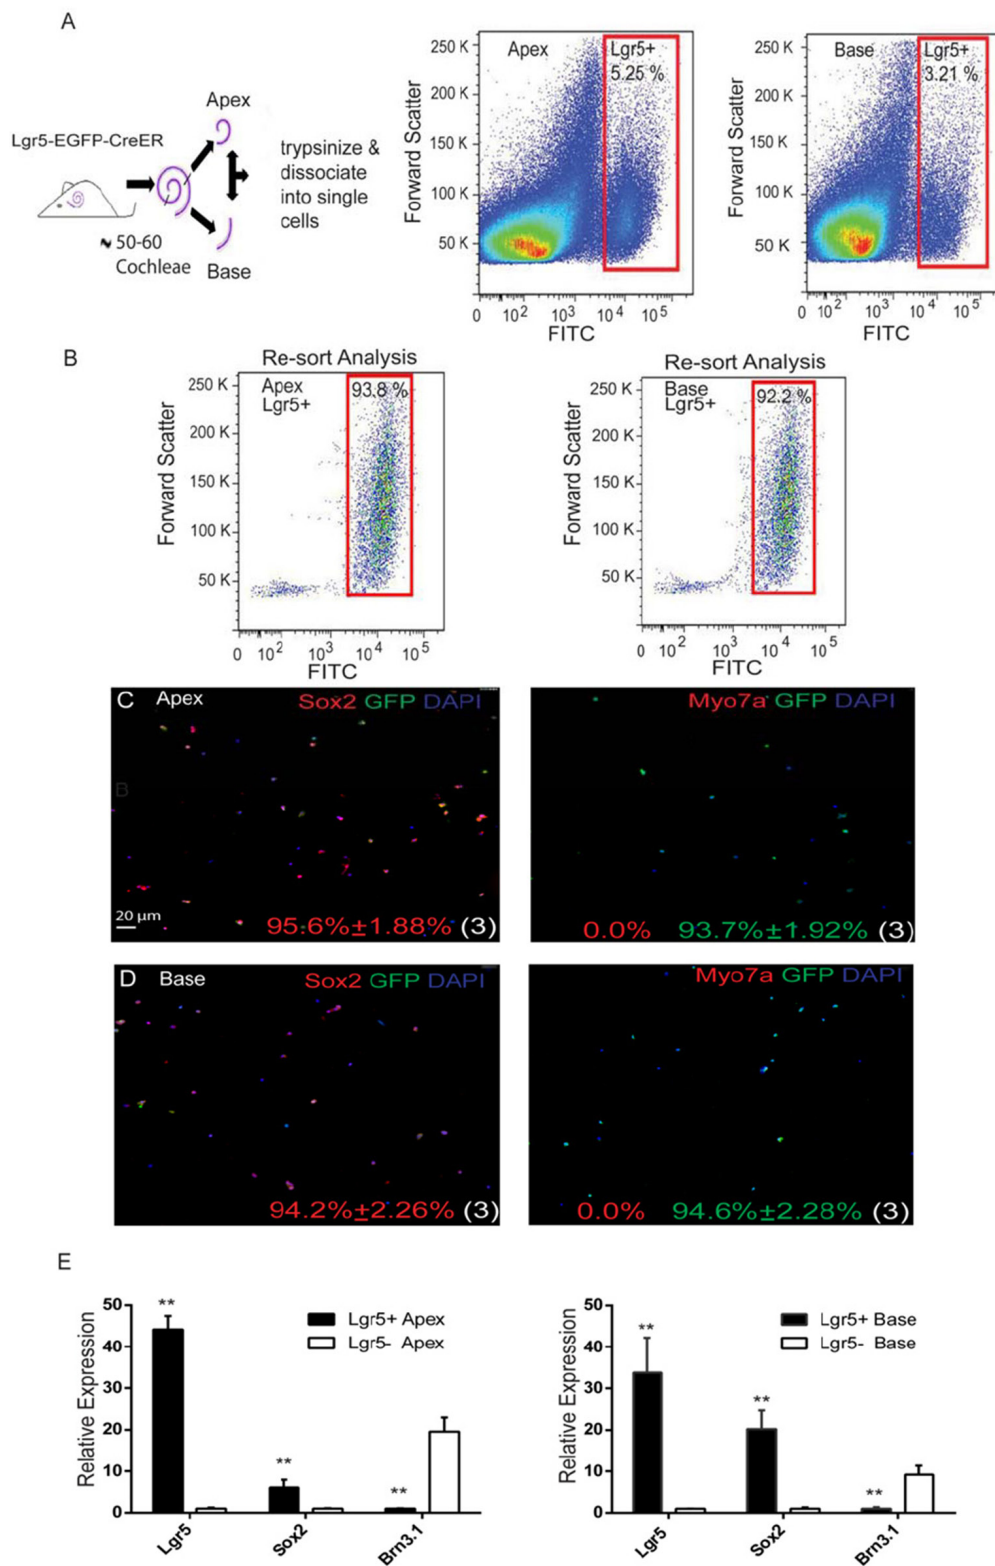 A
Lgr5-EGFP-CreER
Apex
Base
~ 50-60
Cochleae
trypsinize &
dissociate
into single
cells
Forward Scatter
250 K
200 K
150 K
100 K
50 K
Apex
Lgr5+
5.25 %
0 10² 10³ 10⁴ 10⁵
FITC
Forward Scatter
250 K
200 K
150 K
100 K
50 K
Base
Lgr5+
3.21 %
0 10² 10³ 10⁴ 10⁵
FITC
B
Re-sort Analysis
Forward Scatter
250 K
200 K
150 K
100 K
50 K
Apex
Lgr5+
93.8 %
0 10² 10³ 10⁴ 10⁵
FITC
Re-sort Analysis
Forward Scatter
250 K
200 K
150 K
100 K
50 K
Base
Lgr5+
92.2 %
0 10² 10³ 10⁴ 10⁵
FITC
C Apex
Sox2 GFP DAPI
B
20 µm
95.6%±1.88% (3)
Myo7a GFP DAPI
0.0% 93.7%±1.92% (3)
D Base
Sox2 GFP DAPI
94.2%±2.26% (3)
Myo7a GFP DAPI
0.0% 94.6%±2.28% (3)
E
Relative Expression
50
40
30
20
10
0
**
**
**
Lgr5+ Apex
Lgr5- Apex
Lgr5 Sox2 Brn3.1
Relative Expression
50
40
30
20
10
0
**
**
**
Lgr5+ Base
Lgr5- Base
Lgr5 Sox2 Brn3.1